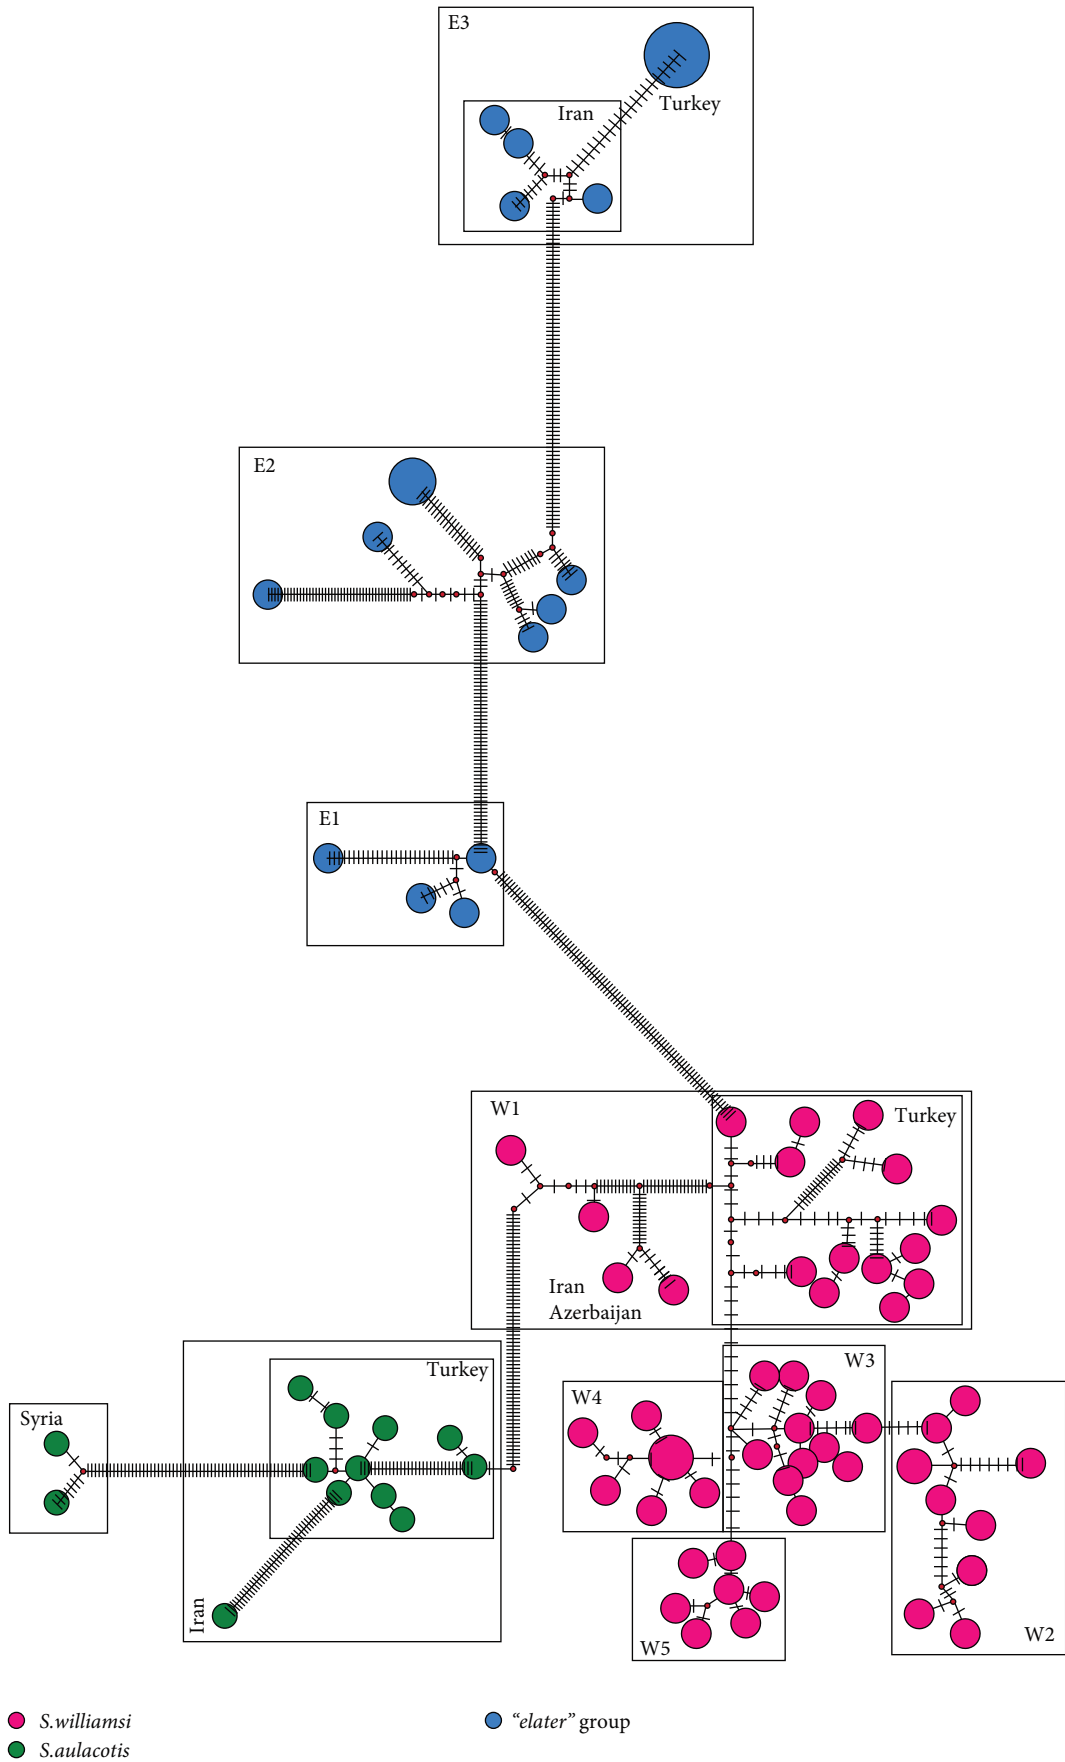 E3
Turkey
Iran
E2
E1
W1
Turkey
Iran
Azerbaijan
W3
W4
Turkey
Syria
Iran
W5
W2
S.williamsi
"elater" group
S.aulacotis